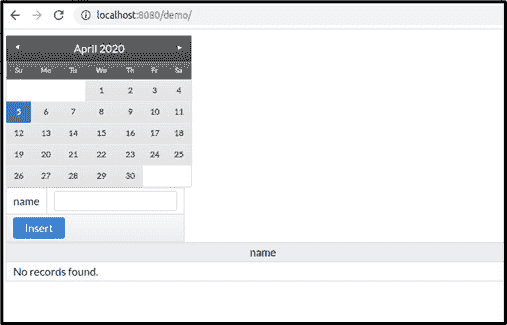 localhost:8080/demo/
April 2020
Su Mo Tu We Th Fr Sa
1 2 3 4
5 6 7 8 9 10 11
12 13 14 15 16 17 18
19 20 21 22 23 24 25
26 27 28 29 30
name
Insert
name
No records found.